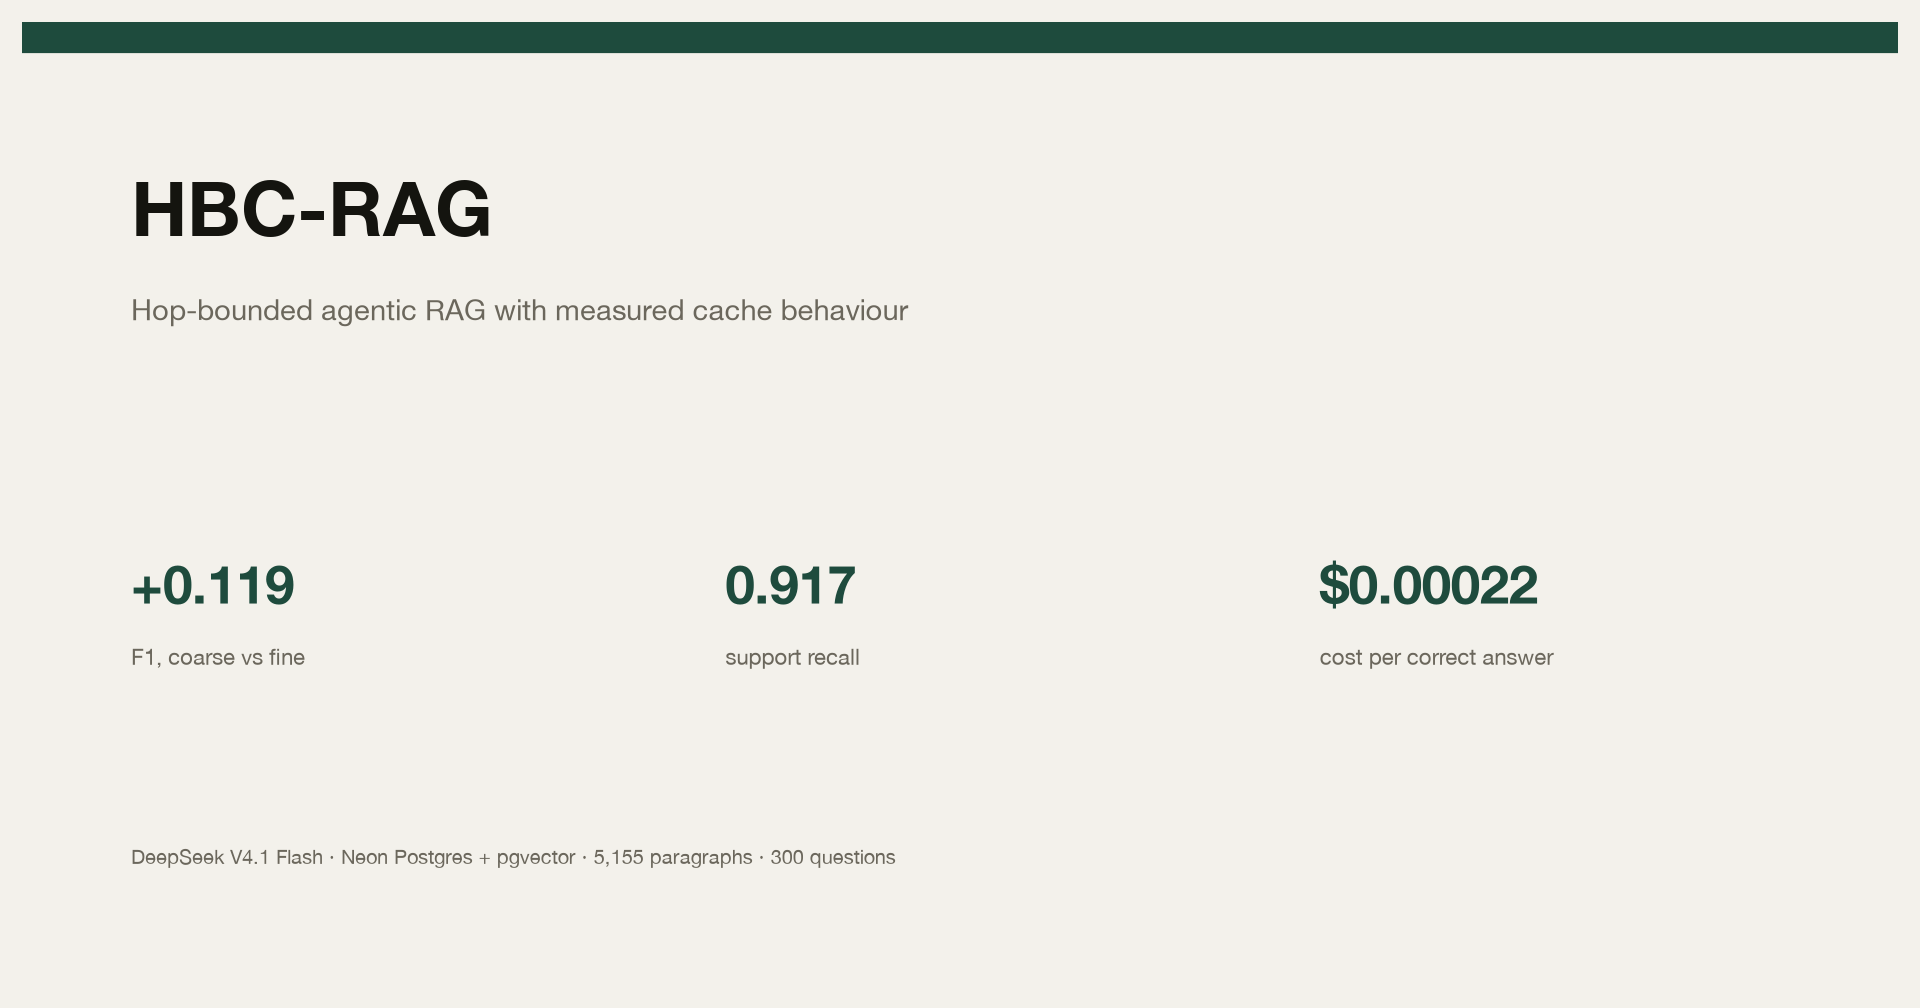 HBC-RAG
Hop-bounded agentic RAG with measured cache behaviour
+0.119
F1, coarse vs fine
0.917
support recall
$0.00022
cost per correct answer
DeepSeek V4.1 Flash · Neon Postgres + pgvector · 5,155 paragraphs · 300 questions